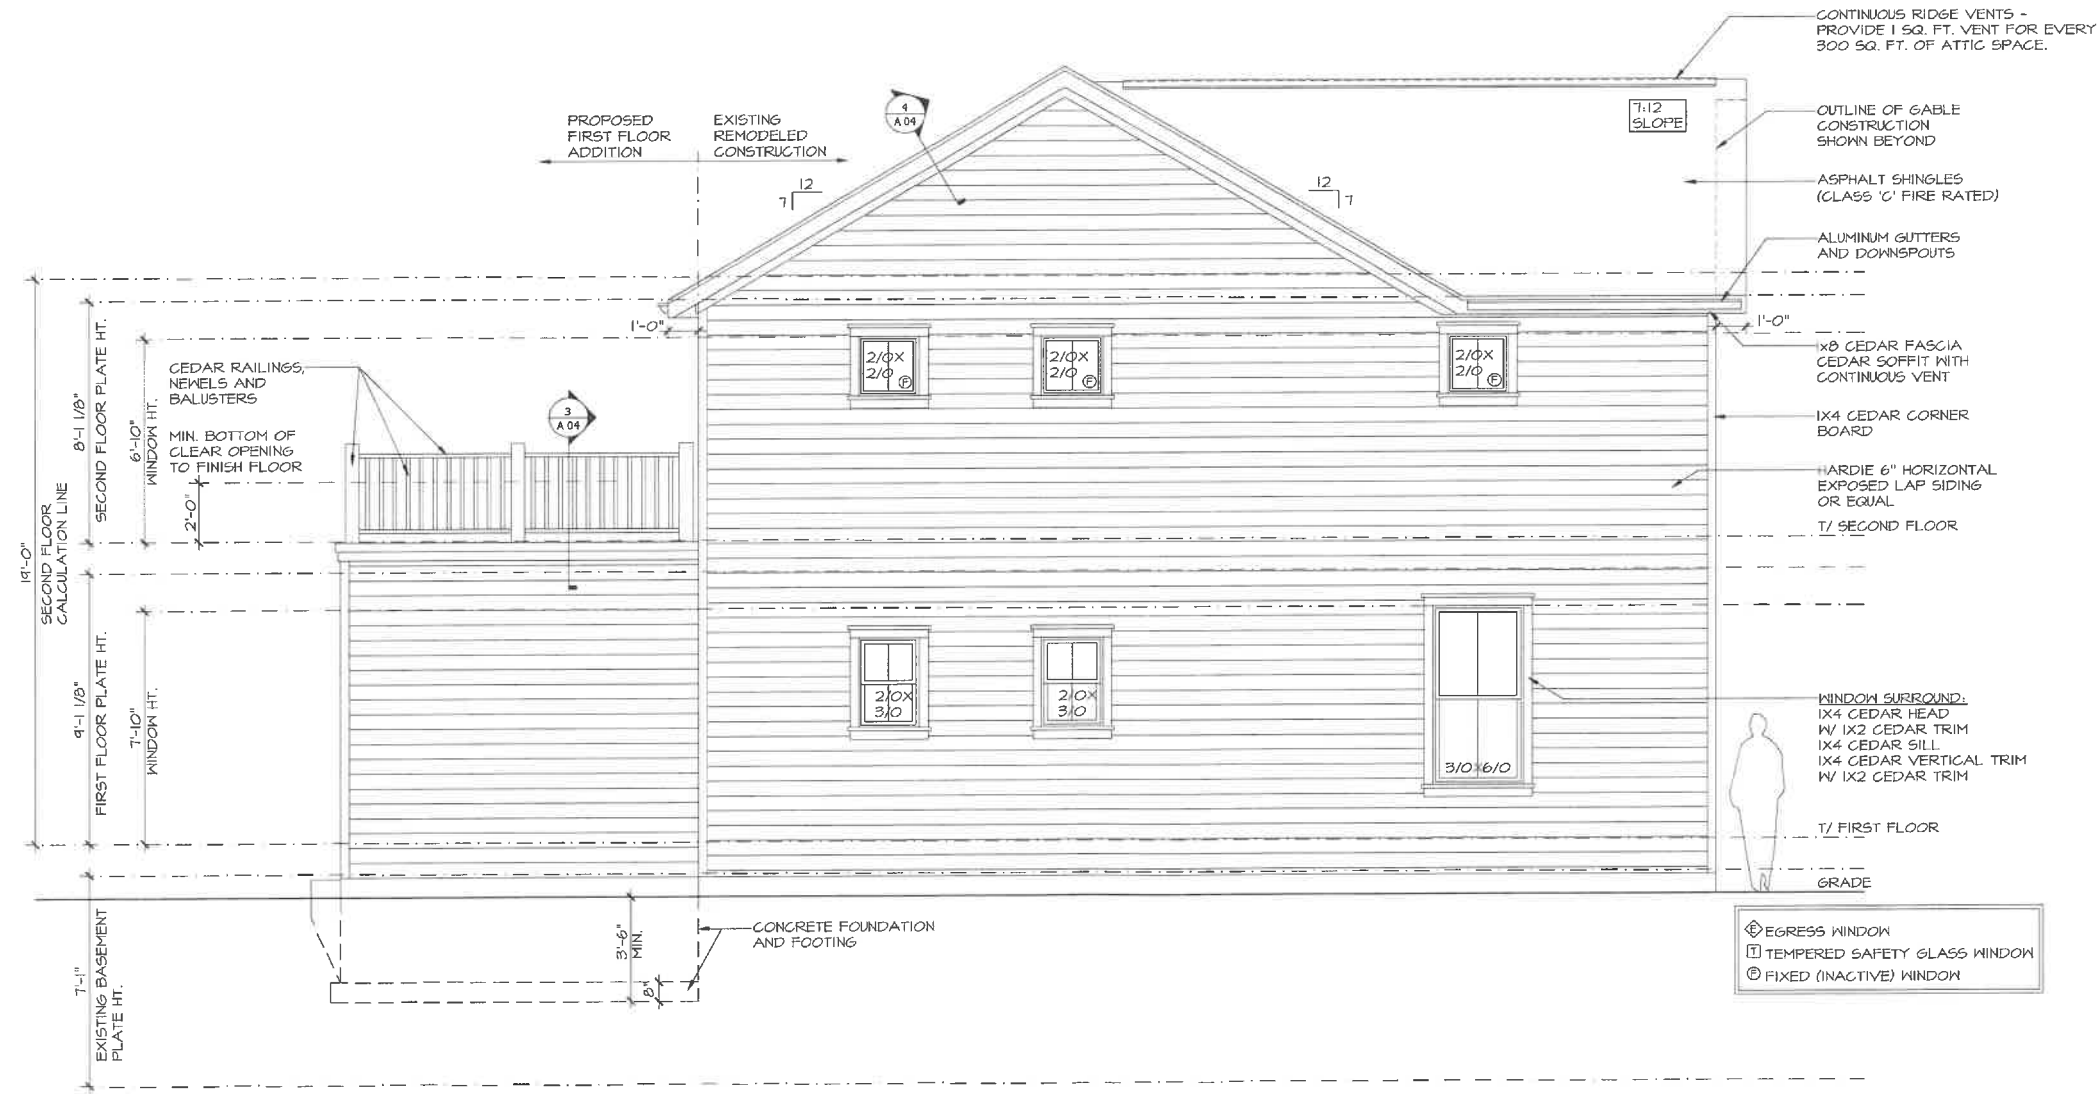 CONTINUOUS RIDGE VENTS -
PROVIDE 1 SQ. FT. VENT FOR EVERY
300 SQ. FT. OF ATTIC SPACE.
7:12
SLOPE
OUTLINE OF GABLE
CONSTRUCTION
SHOWN BEYOND
ASPHALT SHINGLES
(CLASS 'C' FIRE RATED)
ALUMINUM GUTTERS
AND DOWNSPOUTS
PROPOSED
FIRST FLOOR
ADDITION
EXISTING
REMODELED
CONSTRUCTION
4
A 04
12
7
12
7
1'-0"
1'-0"
1x8 CEDAR FASCIA
CEDAR SOFFIT WITH
CONTINUOUS VENT
1X4 CEDAR CORNER
BOARD
HARDIE 6" HORIZONTAL
EXPOSED LAP SIDING
OR EQUAL
T/ SECOND FLOOR
CEDAR RAILINGS,
NEWELS AND
BALUSTERS
MIN. BOTTOM OF
CLEAR OPENING
TO FINISH FLOOR
3
A 04
2/0X
2/0 F
2/0X
2/0 F
2/0X
2/0 F
19'-0"
SECOND FLOOR
CALCULATION LINE
8'-1 1/8"
SECOND FLOOR PLATE HT.
6'-10"
WINDOW HT.
2'-0"
9'-1 1/8"
FIRST FLOOR PLATE HT.
7'-10"
WINDOW HT.
2/0X
3/0
2/0X
3/0
3/0X6/0
WINDOW SURROUND:
1X4 CEDAR HEAD
W/ 1X2 CEDAR TRIM
1X4 CEDAR SILL
1X4 CEDAR VERTICAL TRIM
W/ 1X2 CEDAR TRIM
T/ FIRST FLOOR
GRADE
7'-1"
EXISTING BASEMENT
PLATE HT.
3'-6"
MIN.
8"
CONCRETE FOUNDATION
AND FOOTING
E EGRESS WINDOW
T TEMPERED SAFETY GLASS WINDOW
F FIXED (INACTIVE) WINDOW